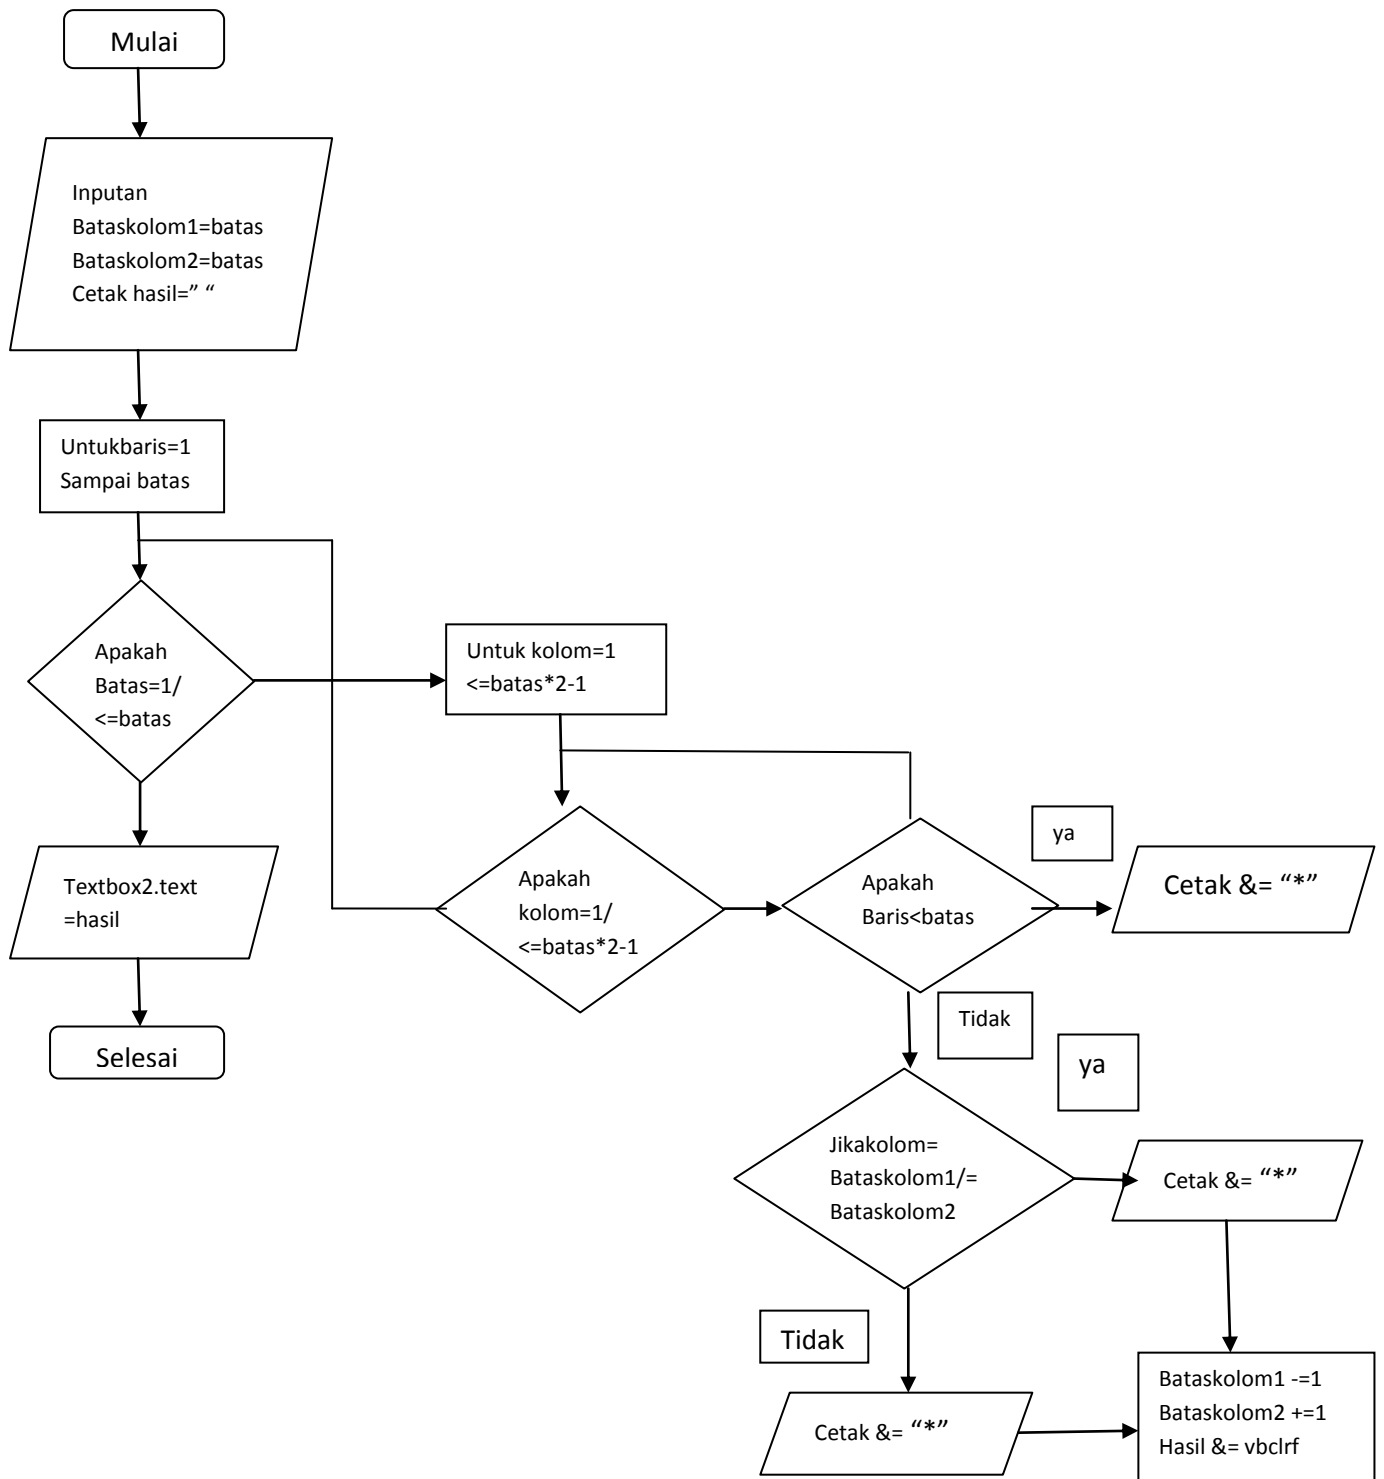 Mulai
Inputan
Bataskolom1=batas
Bataskolom2=batas
Cetak hasil=” “
Untukbaris=1
Sampai batas
Apakah
Batas=1/
<=batas
Untuk kolom=1
<=batas*2-1
Textbox2.text
=hasil
Selesai
Apakah
kolom=1/
<=batas*2-1
Apakah
Baris<batas
ya
Cetak &= “*”
Tidak
ya
Jikakolom=
Bataskolom1/=
Bataskolom2
Cetak &= “*”
Tidak
Cetak &= “*”
Bataskolom1 -=1
Bataskolom2 +=1
Hasil &= vbclrf